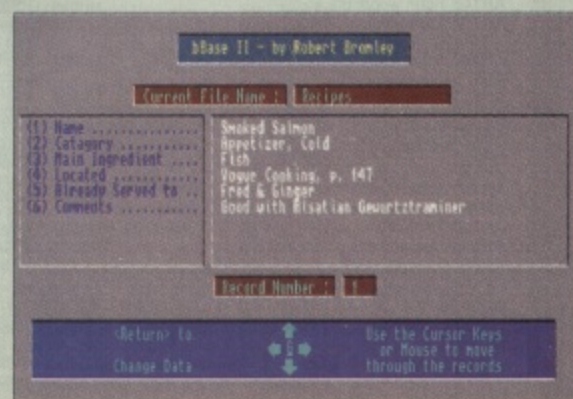 bBase II - by Robert Bromley
Current File Name : Recipes
(1) Name ............... Smoked Salmon
(2) Catagory ........... Appetizer, Cold
(3) Main Ingredient .... Fish
(4) Located ............ Vogue Cooking, p. 147
(5) Already Served to .. Fred & Ginger
(6) Comments ........... Good with Alsatian Gewurtztraminer
Record Number : 1
<Return> to
Change Data
Use the Cursor Keys
or Mouse to move
through the records